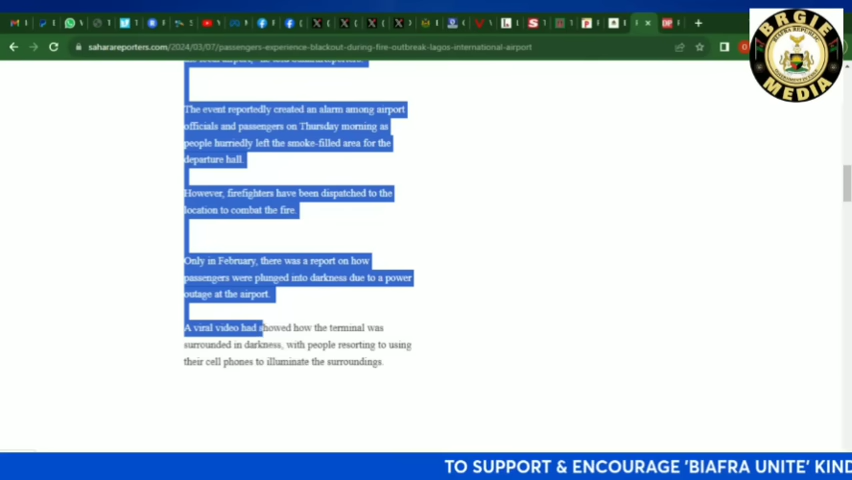 BRGIE
BIAFRA REPUBLIC
MEDIA
saharareporters.com/2024/03/07/passengers-experience-blackout-during-fire-outbreak-lagos-international-airport
The event reportedly created an alarm among airport
officials and passengers on Thursday morning as
people hurriedly left the smoke-filled area for the
departure hall.
However, firefighters have been dispatched to the
location to combat the fire.
Only in February, there was a report on how
passengers were plunged into darkness due to a power
outage at the airport.
A viral video had showed how the terminal was
surrounded in darkness, with people resorting to using
their cell phones to illuminate the surroundings.
TO SUPPORT & ENCOURAGE 'BIAFRA UNITE' KIND